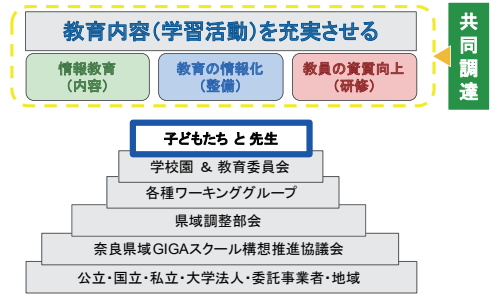 教育内容(学習活動)を充実させる
情報教育
(内容)
教育の情報化
(整備)
教員の資質向上
(研修)
共同調達
子どもたち と 先生
学校園 & 教育委員会
各種ワーキンググループ
県域調整部会
奈良県域GIGAスクール構想推進協議会
公立・国立・私立・大学法人・委託事業者・地域